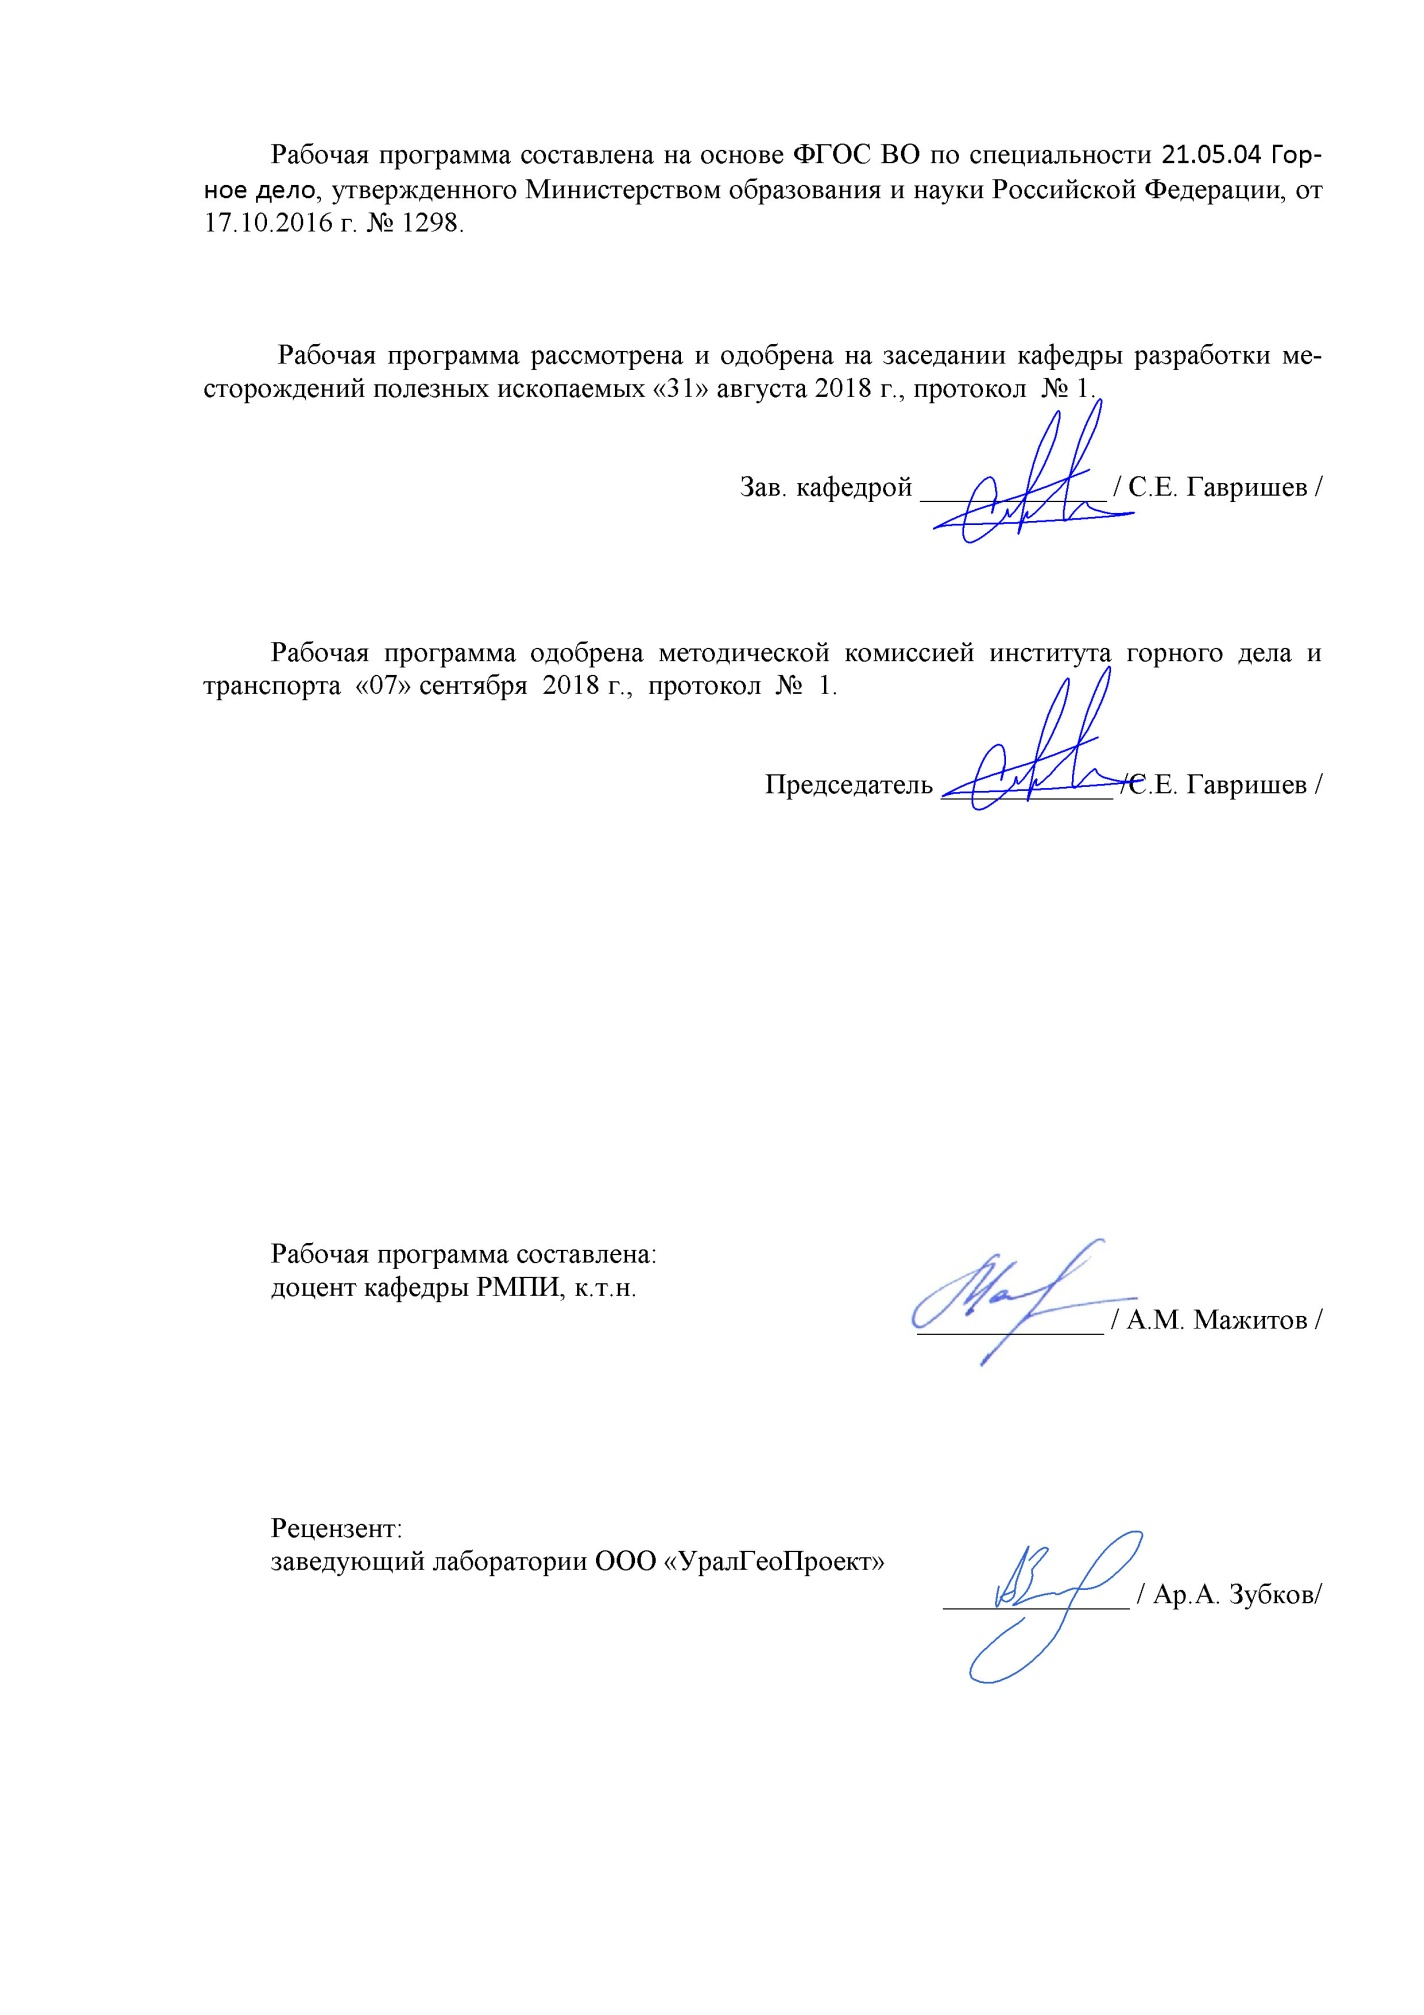 Рабочая программа составлена на основе ФГОС ВО по специальности 21.05.04 Гор-
ное дело, утвержденного Министерством образования и науки Российской Федерации, от
17.10.2016 г. № 1298.
Рабочая программа рассмотрена и одобрена на заседании кафедры разработки ме-
сторождений полезных ископаемых «31» августа 2018 г., протокол № 1.
Зав. кафедрой _____________ / С.Е. Гавришев /
Рабочая программа одобрена методической комиссией института горного дела и
транспорта «07» сентября 2018 г., протокол № 1.
Председатель ____________ /С.Е. Гавришев /
Рабочая программа составлена:
доцент кафедры РМПИ, к.т.н.
_____________ / А.М. Мажитов /
Рецензент:
заведующий лаборатории ООО «УралГеоПроект»
_____________ / Ар.А. Зубков/